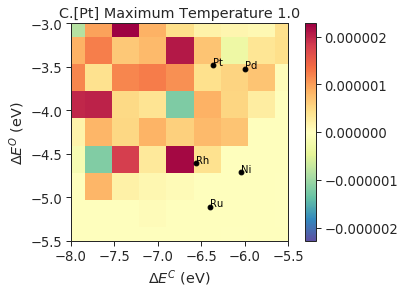 C.[Pt] Maximum Temperature 1.0
−3.0
−3.5
−4.0
−4.5
−5.0
−5.5
ΔE^O (eV)
Pt
Pd
Rh
Ni
Ru
−8.0 −7.5 −7.0 −6.5 −6.0 −5.5
ΔE^C (eV)
0.000002
0.000001
0.000000
−0.000001
−0.000002